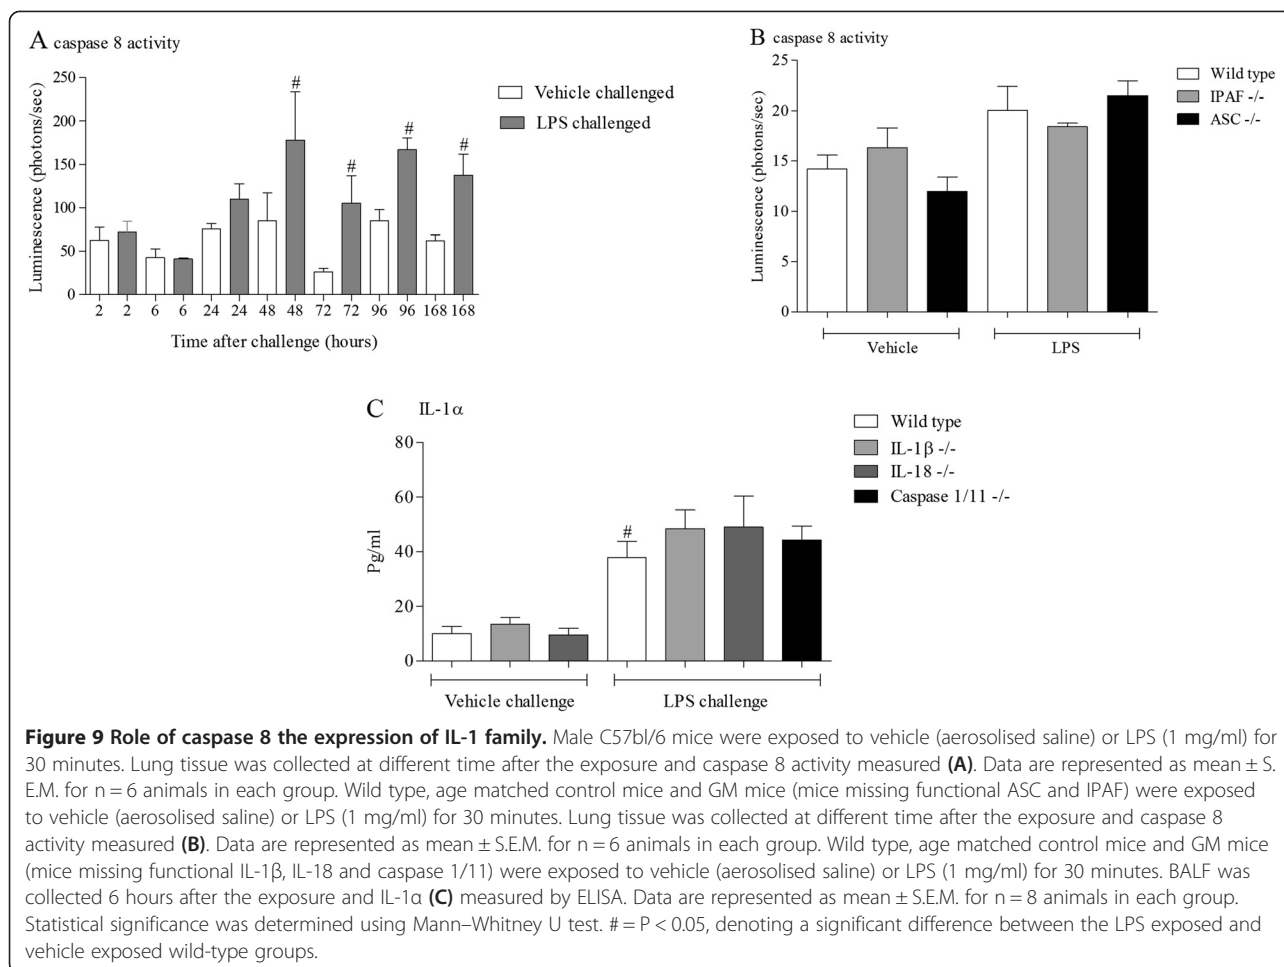 A caspase 8 activity
Luminescence (photons/sec)
250
200
150
100
50
0
# # # #
2 2 6 6 24 24 48 48 72 72 96 96 168 168
Time after challenge (hours)
Vehicle challenged
LPS challenged
B caspase 8 activity
Luminescence (photons/sec)
25
20
15
10
5
0
Vehicle LPS
Wild type
IPAF -/-
ASC -/-
C IL-1α
Pg/ml
80
60
40
20
0
#
Vehicle challenge LPS challenge
Wild type
IL-1β -/-
IL-18 -/-
Caspase 1/11 -/-
Figure 9 Role of caspase 8 the expression of IL-1 family. Male C57bl/6 mice were exposed to vehicle (aerosolised saline) or LPS (1 mg/ml) for
30 minutes. Lung tissue was collected at different time after the exposure and caspase 8 activity measured (A). Data are represented as mean ± S.
E.M. for n = 6 animals in each group. Wild type, age matched control mice and GM mice (mice missing functional ASC and IPAF) were exposed
to vehicle (aerosolised saline) or LPS (1 mg/ml) for 30 minutes. Lung tissue was collected at different time after the exposure and caspase 8
activity measured (B). Data are represented as mean ± S.E.M. for n = 6 animals in each group. Wild type, age matched control mice and GM mice
(mice missing functional IL-1β, IL-18 and caspase 1/11) were exposed to vehicle (aerosolised saline) or LPS (1 mg/ml) for 30 minutes. BALF was
collected 6 hours after the exposure and IL-1α (C) measured by ELISA. Data are represented as mean ± S.E.M. for n = 8 animals in each group.
Statistical significance was determined using Mann–Whitney U test. # = P < 0.05, denoting a significant difference between the LPS exposed and
vehicle exposed wild-type groups.